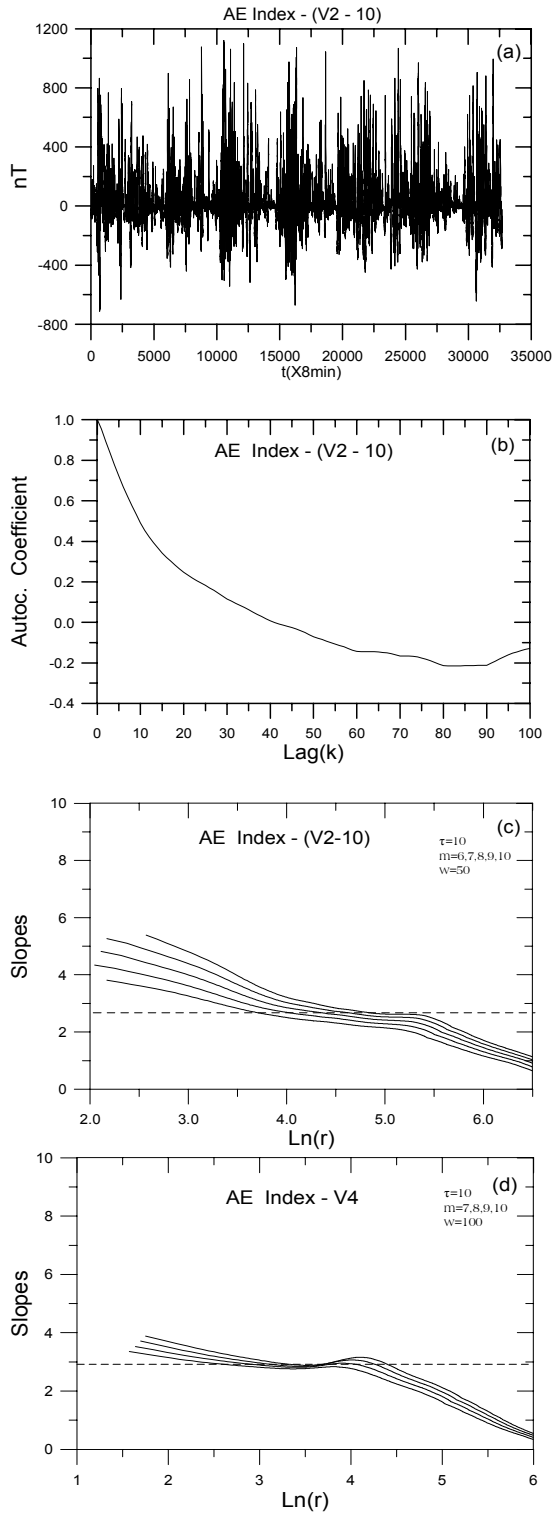 AE Index - (V2 - 10)
(a)
1200
800
400
0
-400
-800
nT
0 5000 10000 15000 20000 25000 30000 35000
t(X8min)
AE Index - (V2 - 10)
(b)
1.0
0.8
0.6
0.4
0.2
0.0
-0.2
-0.4
Autoc. Coefficient
0 10 20 30 40 50 60 70 80 90 100
Lag(k)
AE Index - (V2-10)
(c)
τ=10
m=6,7,8,9,10
w=50
10
8
6
4
2
0
Slopes
2.0 3.0 4.0 5.0 6.0
Ln(r)
AE Index - V4
(d)
τ=10
m=7,8,9,10
w=100
10
8
6
4
2
0
Slopes
1 2 3 4 5 6
Ln(r)